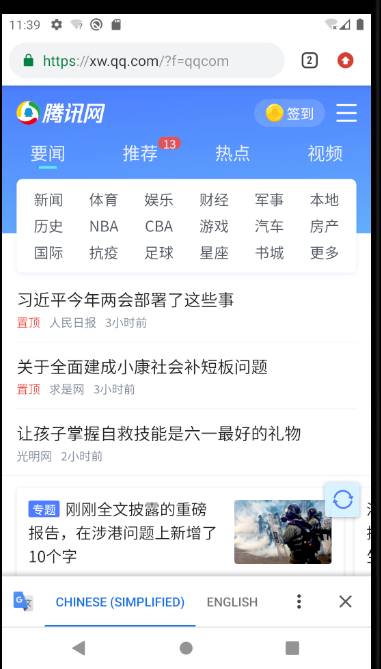 11:39
https://xw.qq.com/?f=qqcom 2
腾讯网 签到
要闻 推荐 13 热点 视频
新闻 体育 娱乐 财经 军事 本地
历史 NBA CBA 游戏 汽车 房产
国际 抗疫 足球 星座 书城 更多
习近平今年两会部署了这些事
置顶 人民日报 3小时前
关于全面建成小康社会补短板问题
置顶 求是网 3小时前
让孩子掌握自救技能是六一最好的礼物
光明网 2小时前
专题 刚刚全文披露的重磅
报告，在涉港问题上新增了
10个字
CHINESE (SIMPLIFIED) ENGLISH